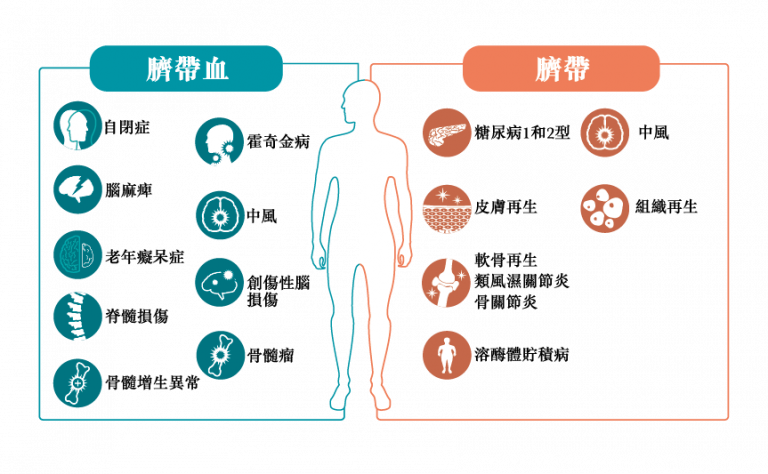 臍帶血
自閉症
腦麻痺
老年癡呆症
脊髓損傷
骨髓增生異常
霍奇金病
中風
創傷性腦
損傷
骨髓瘤
臍帶
糖尿病1和2型
皮膚再生
軟骨再生
類風濕關節炎
骨關節炎
溶酶體貯積病
中風
組織再生